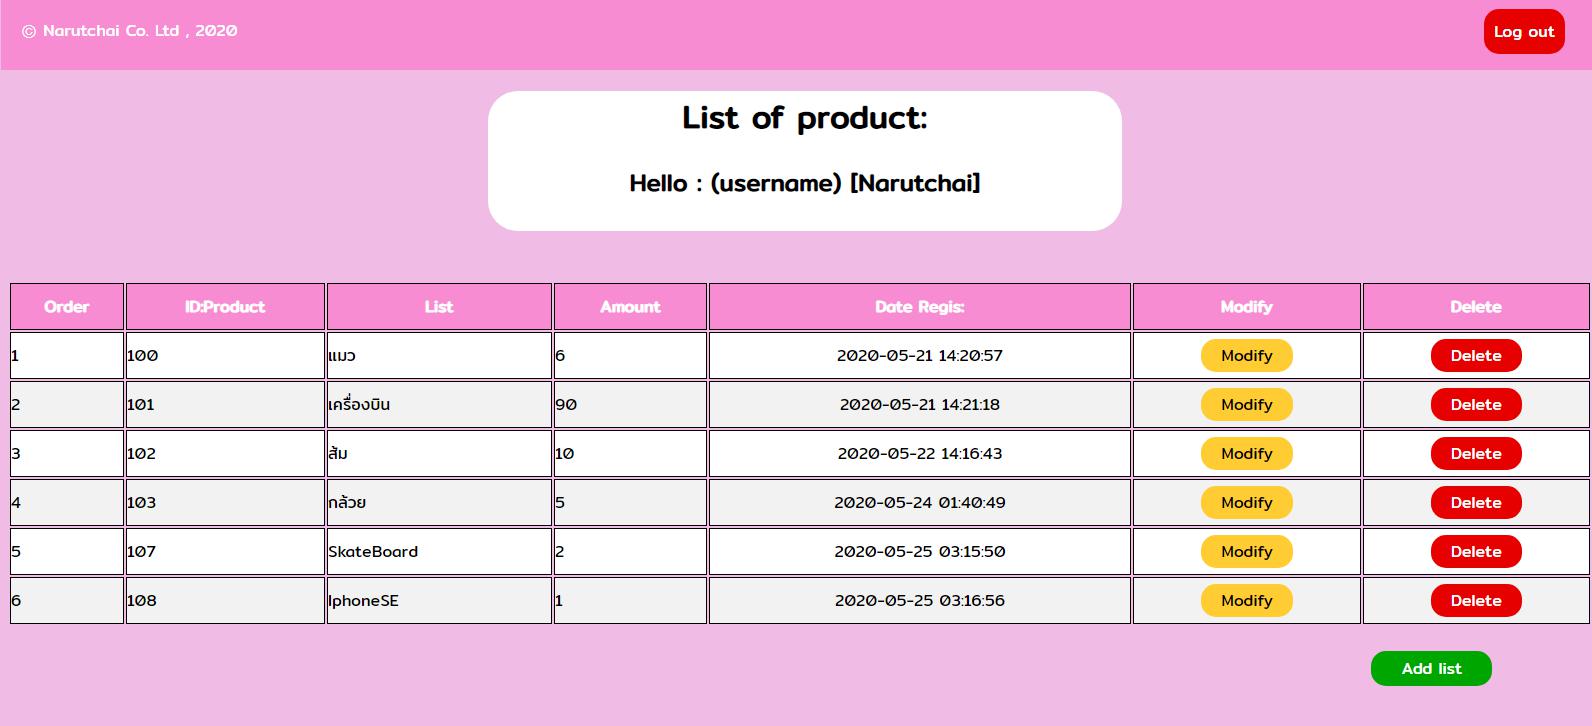 © Narutchai Co. Ltd , 2020 Log out
List of product:
Hello : (username) [Narutchai]
Order ID:Product List Amount Date Regis: Modify Delete
1 100 แมว 6 2020-05-21 14:20:57 Modify Delete
2 101 เครื่องบิน 90 2020-05-21 14:21:18 Modify Delete
3 102 ส้ม 10 2020-05-22 14:16:43 Modify Delete
4 103 กล้วย 5 2020-05-24 01:40:49 Modify Delete
5 107 SkateBoard 2 2020-05-25 03:15:50 Modify Delete
6 108 IphoneSE 1 2020-05-25 03:16:56 Modify Delete
Add list